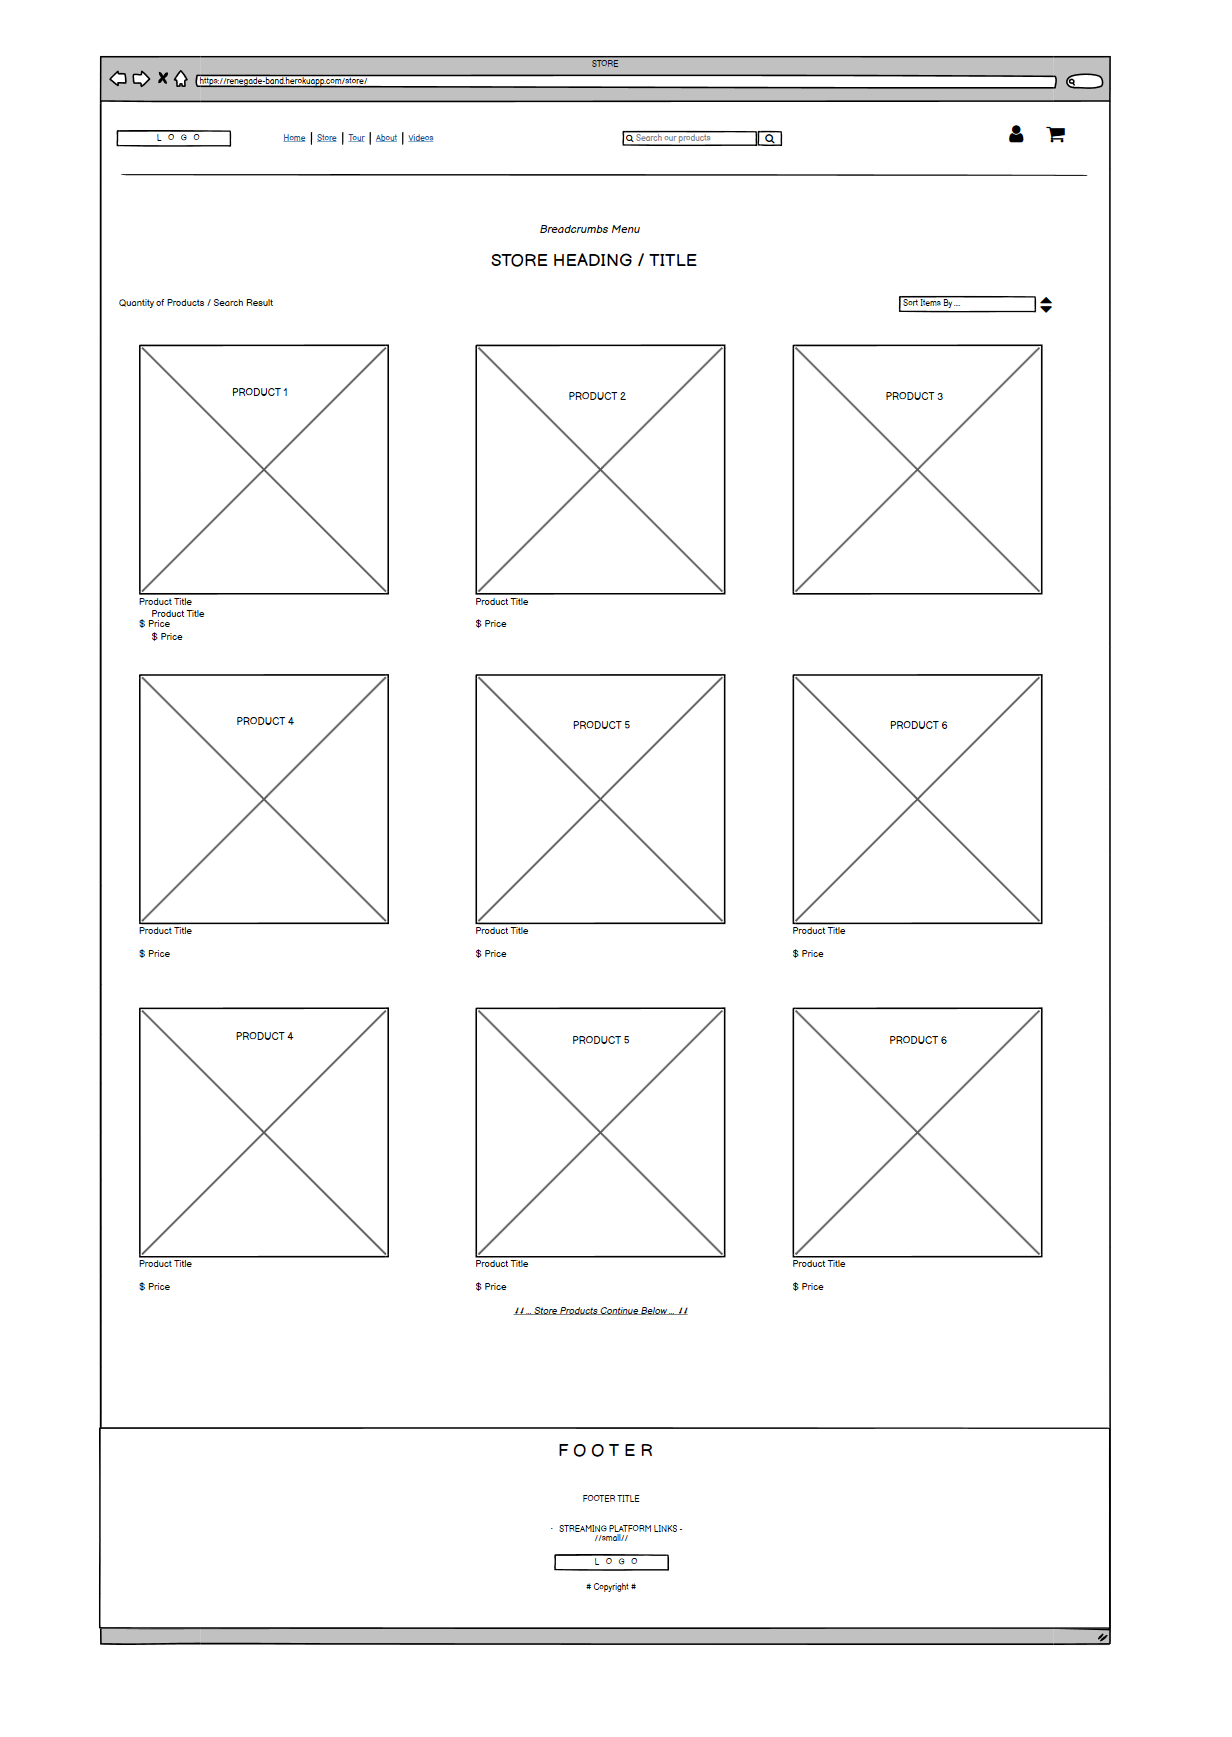 STORE
https://renegade-band.herokuapp.com/store/
LOGO
Home | Store | Tour | About | Videos
Search our products
Breadcrumbs Menu
STORE HEADING / TITLE
Quantity of Products / Search Result
Sort Items By ...
PRODUCT 1
PRODUCT 2
PRODUCT 3
Product Title
Product Title
$ Price
$ Price
Product Title
$ Price
PRODUCT 4
PRODUCT 5
PRODUCT 6
Product Title
Product Title
Product Title
$ Price
$ Price
$ Price
PRODUCT 4
PRODUCT 5
PRODUCT 6
Product Title
Product Title
Product Title
$ Price
$ Price
$ Price
↓↓ ... Store Products Continue Below ... ↓↓
FOOTER
FOOTER TITLE
- STREAMING PLATFORM LINKS -
//small//
LOGO
# Copyright #